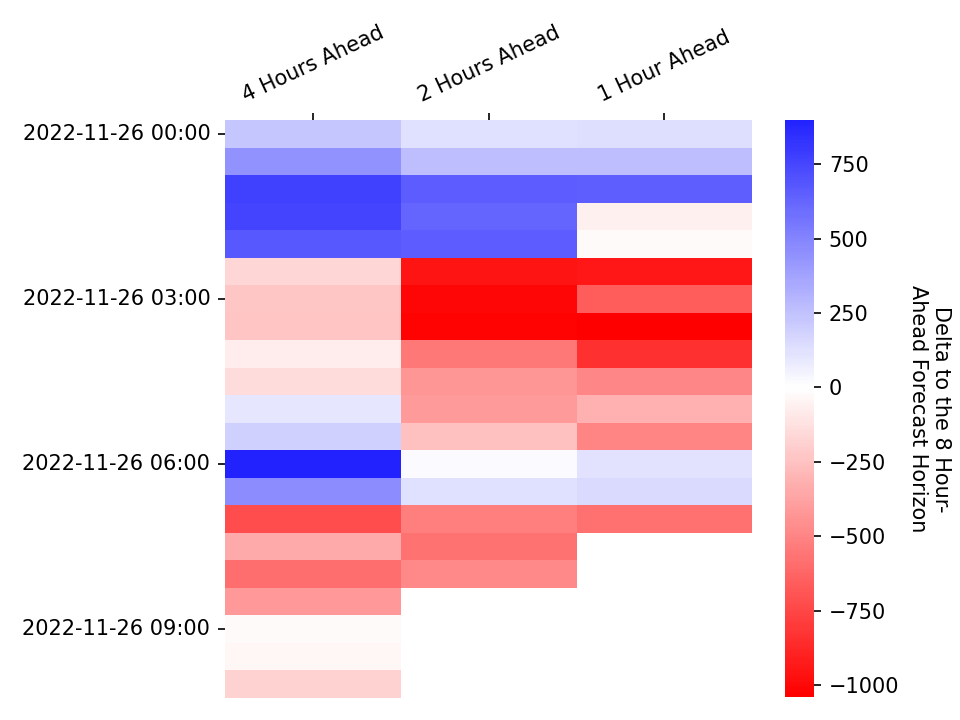 4 Hours Ahead
2 Hours Ahead
1 Hour Ahead
2022-11-26 00:00
2022-11-26 03:00
2022-11-26 06:00
2022-11-26 09:00
750
500
250
0
−250
−500
−750
−1000
Delta to the 8 Hour-
Ahead Forecast Horizon